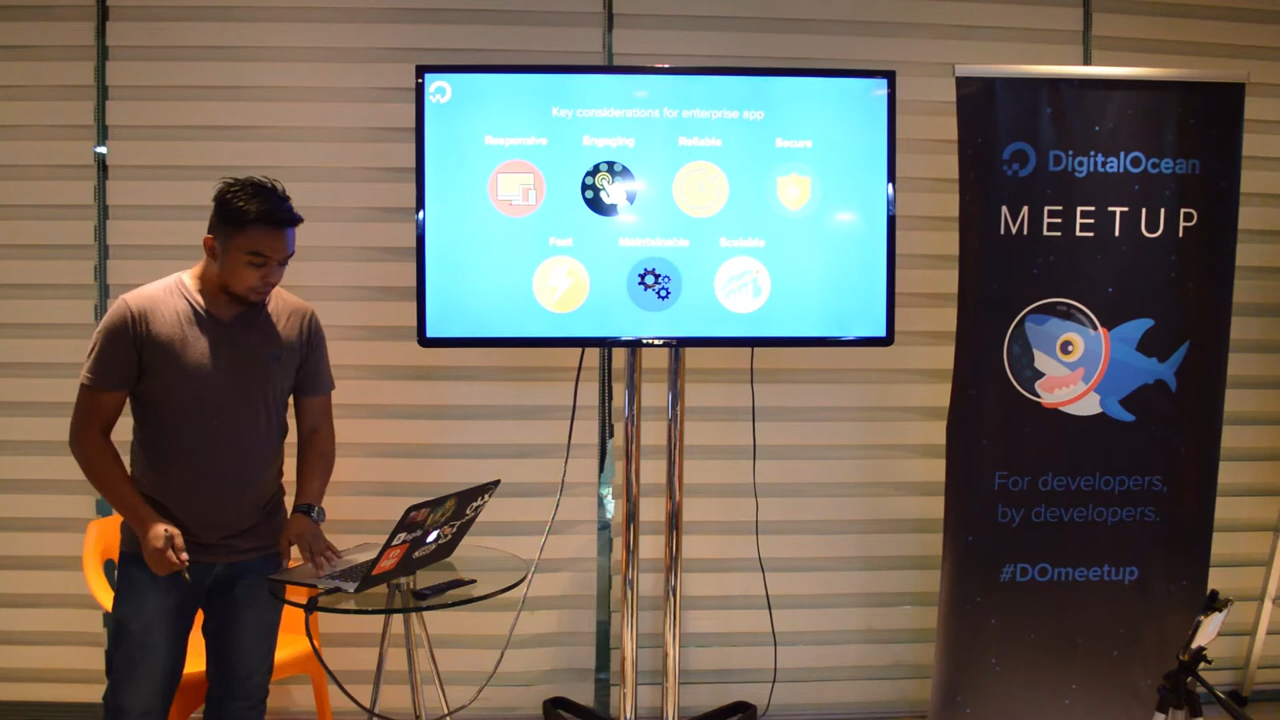 Key considerations for enterprise app
Responsive
Engaging
Reliable
Secure
Fast
Maintainable
Scalable
DigitalOcean
MEETUP
For developers,
by developers.
#DOmeetup